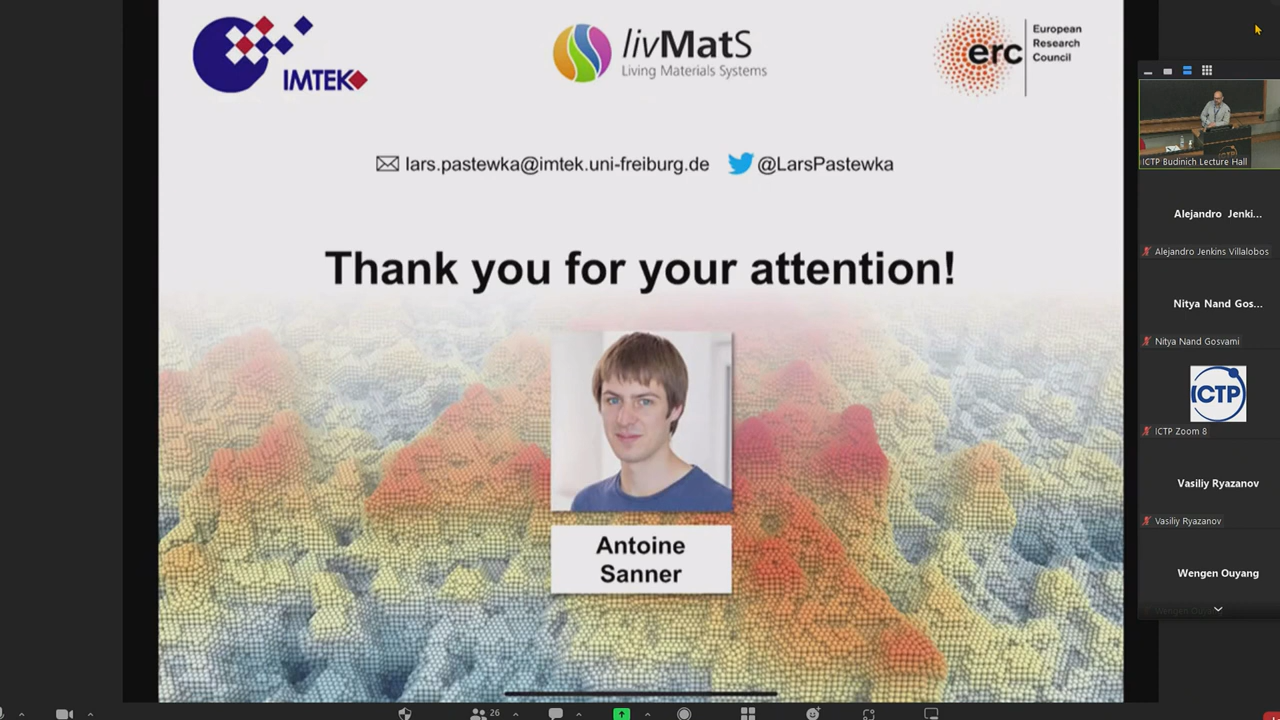 IMTEK
livMatS
Living Materials Systems
erc
European
Research
Council
lars.pastewka@imtek.uni-freiburg.de @LarsPastewka
Thank you for your attention!
Antoine
Sanner
ICTP Budinich Lecture Hall
Alejandro Jenki...
Alejandro Jenkins Villalobos
Nitya Nand Gos...
Nitya Nand Gosvami
ICTP
ICTP Zoom 8
Vasiliy Ryazanov
Vasiliy Ryazanov
Wengen Ouyang
Wengen Ouyang
26